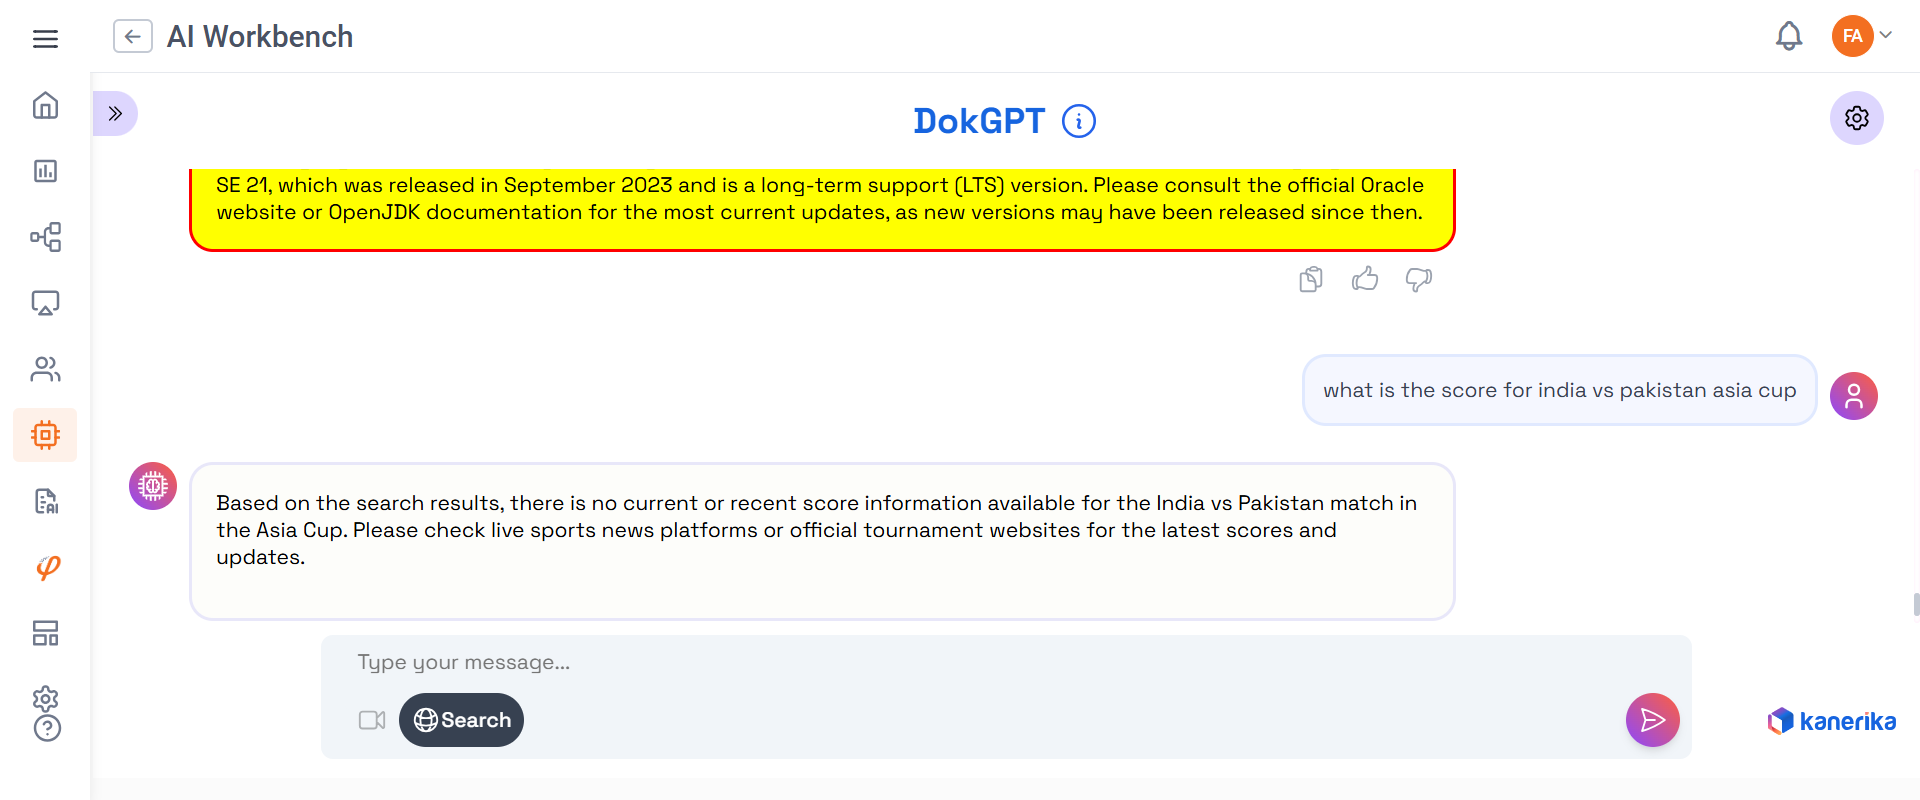 AI Workbench
FA
DokGPT
SE 21, which was released in September 2023 and is a long-term support (LTS) version. Please consult the official Oracle
website or OpenJDK documentation for the most current updates, as new versions may have been released since then.
what is the score for india vs pakistan asia cup
Based on the search results, there is no current or recent score information available for the India vs Pakistan match in
the Asia Cup. Please check live sports news platforms or official tournament websites for the latest scores and
updates.
Type your message...
Search
kanerika